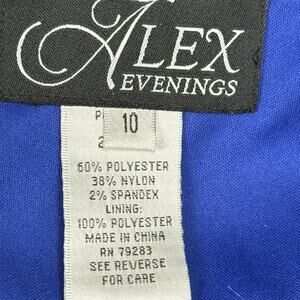 ALEX
EVENINGS
10
60% POLYESTER
38% NYLON
2% SPANDEX
LINING:
100% POLYESTER
MADE IN CHINA
RN 79283
SEE REVERSE
FOR CARE